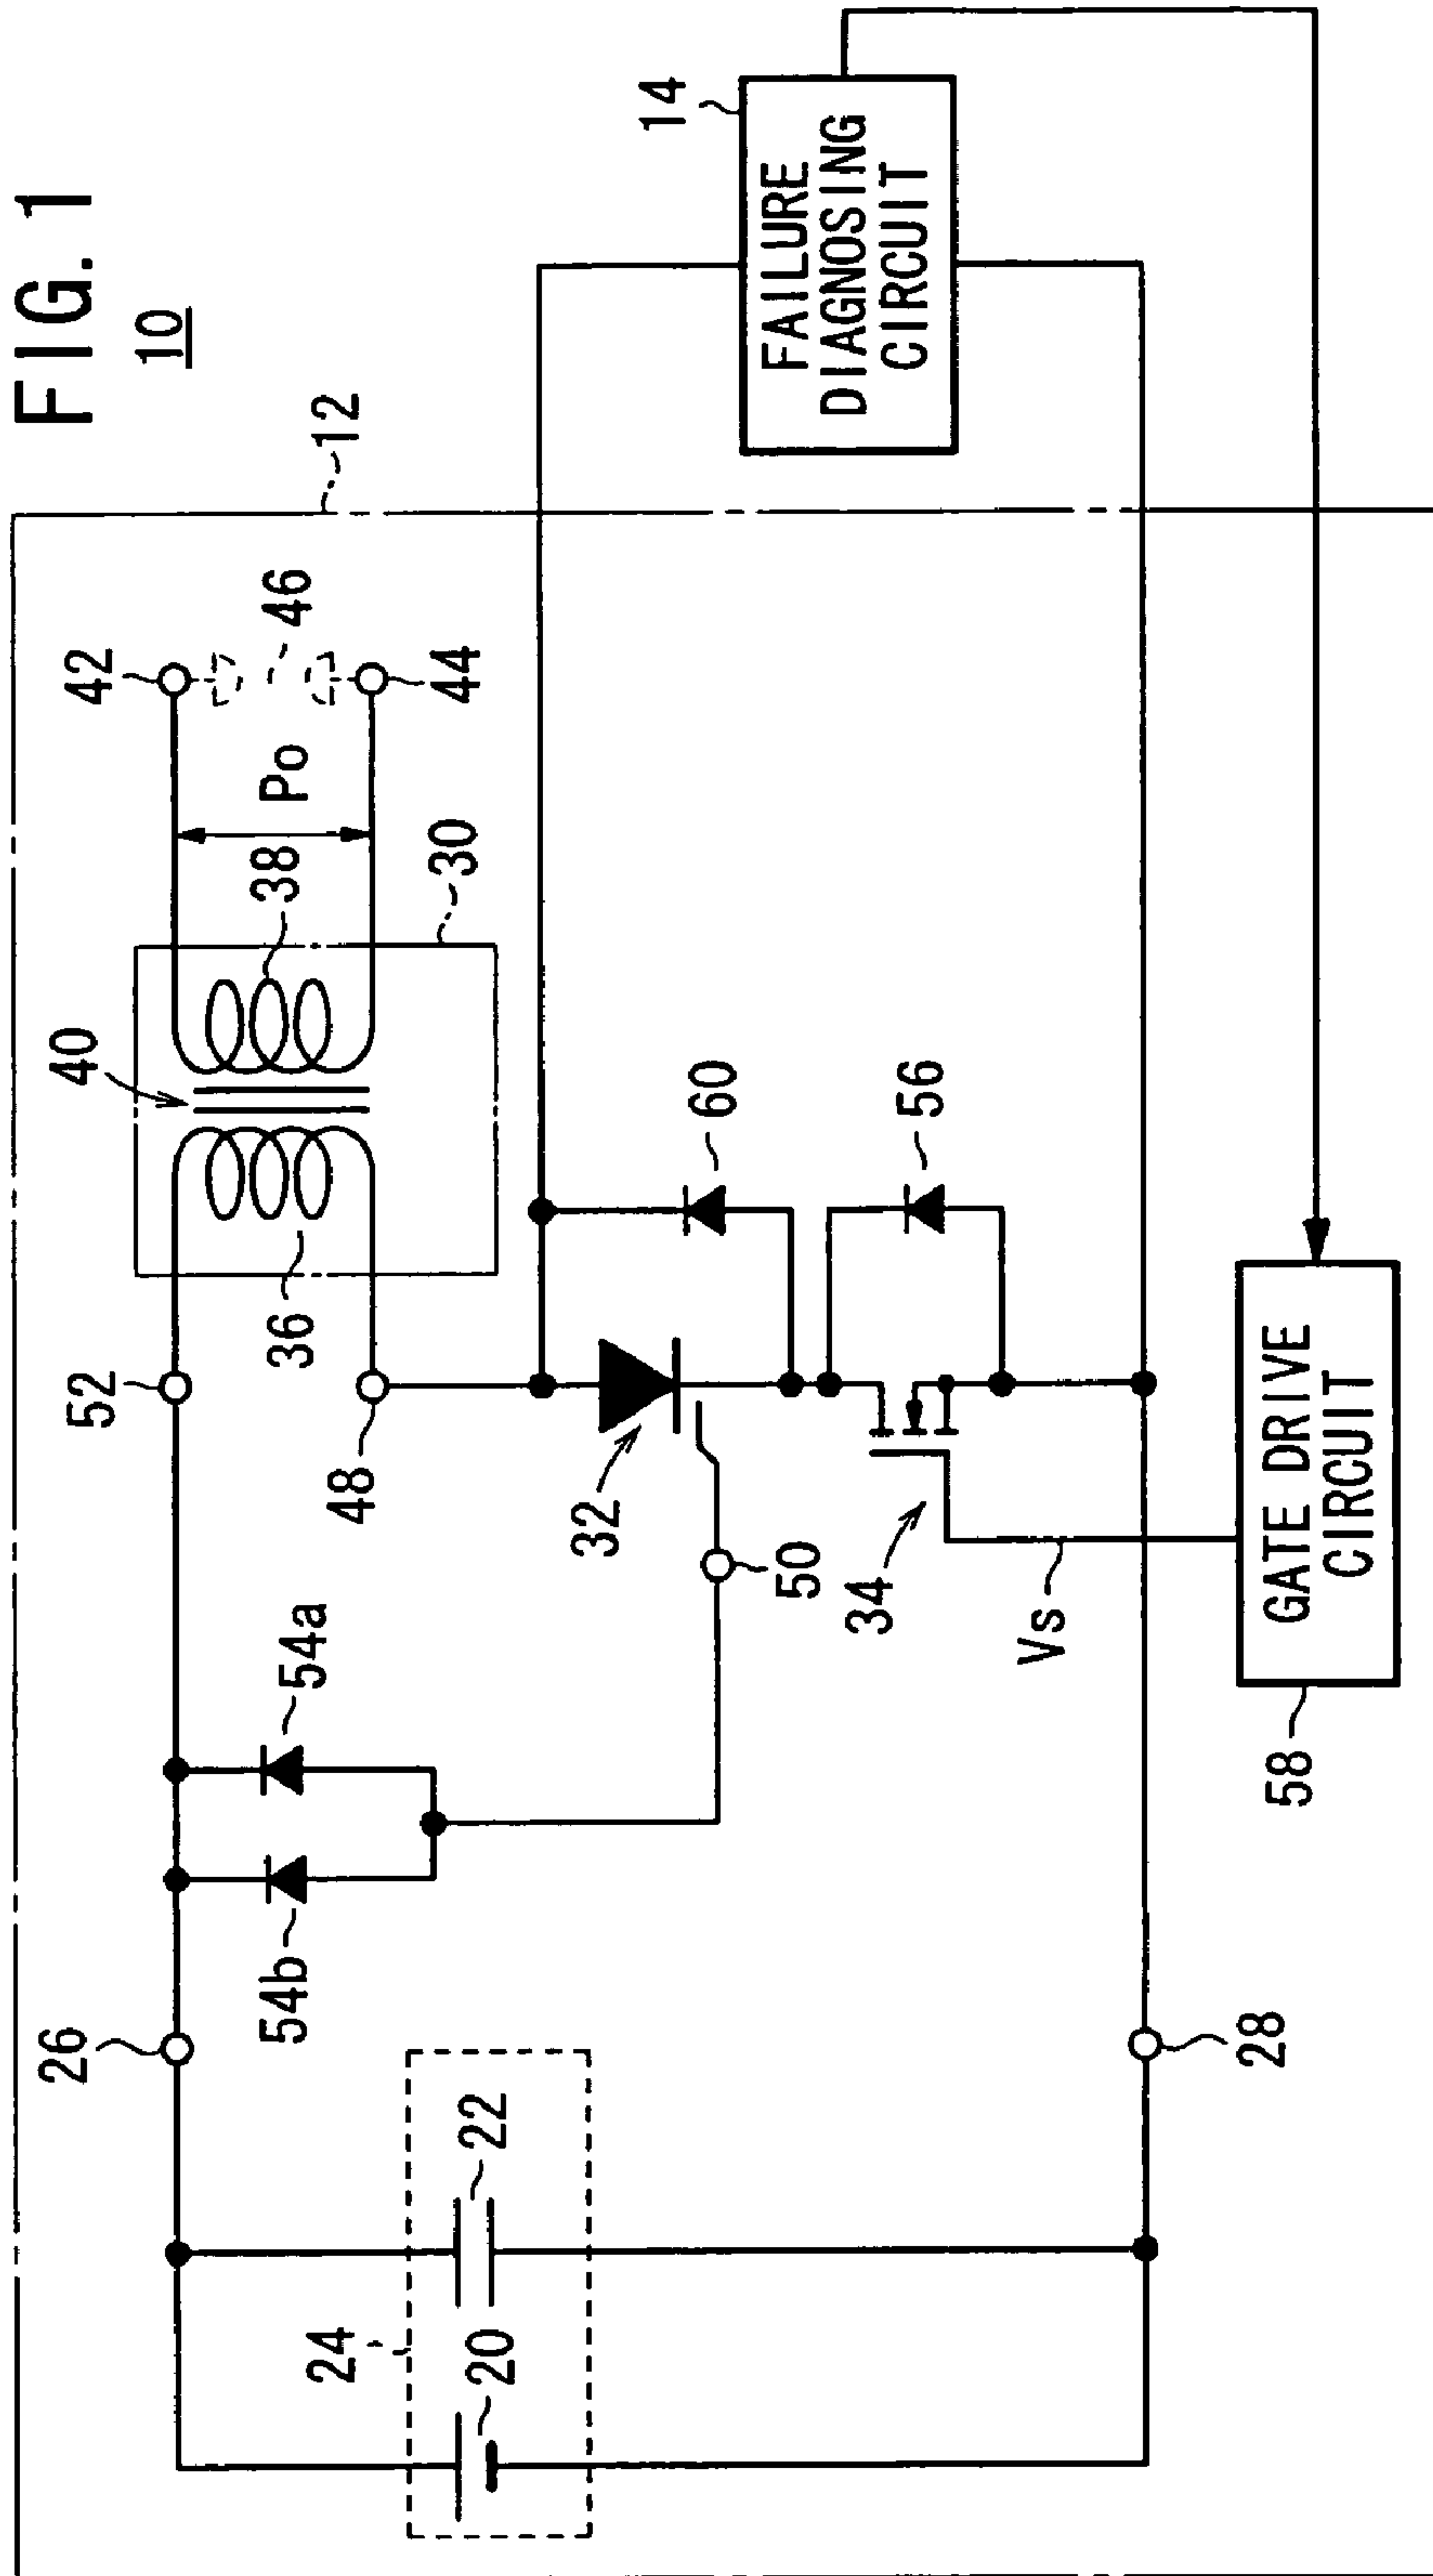 FIG. 1
10
12
14
FAILURE
DIAGNOSING
CIRCUIT
42
46
44
Po
30
38
40
36
52
48
60
56
32
50
34
Vs
GATE DRIVE
CIRCUIT
58
54a
54b
26
28
24
22
20